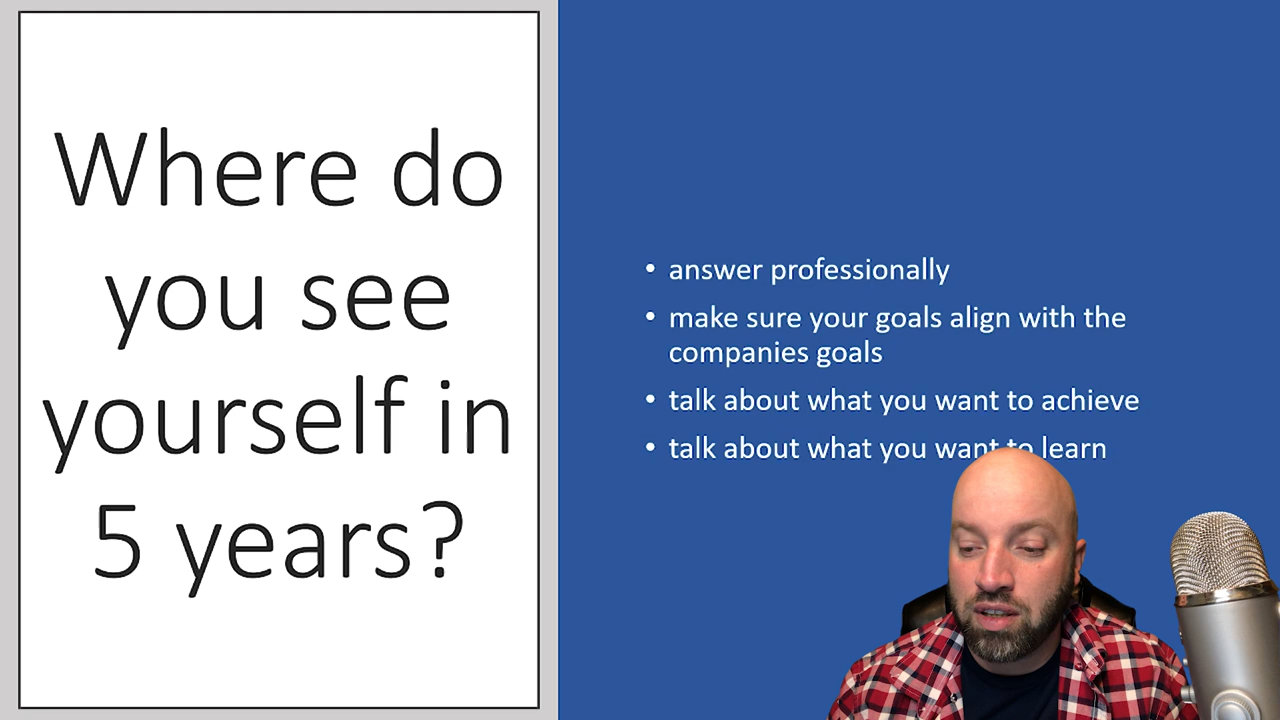 Where do
you see
yourself in
5 years?
• answer professionally
• make sure your goals align with the
companies goals
• talk about what you want to achieve
• talk about what you want to learn